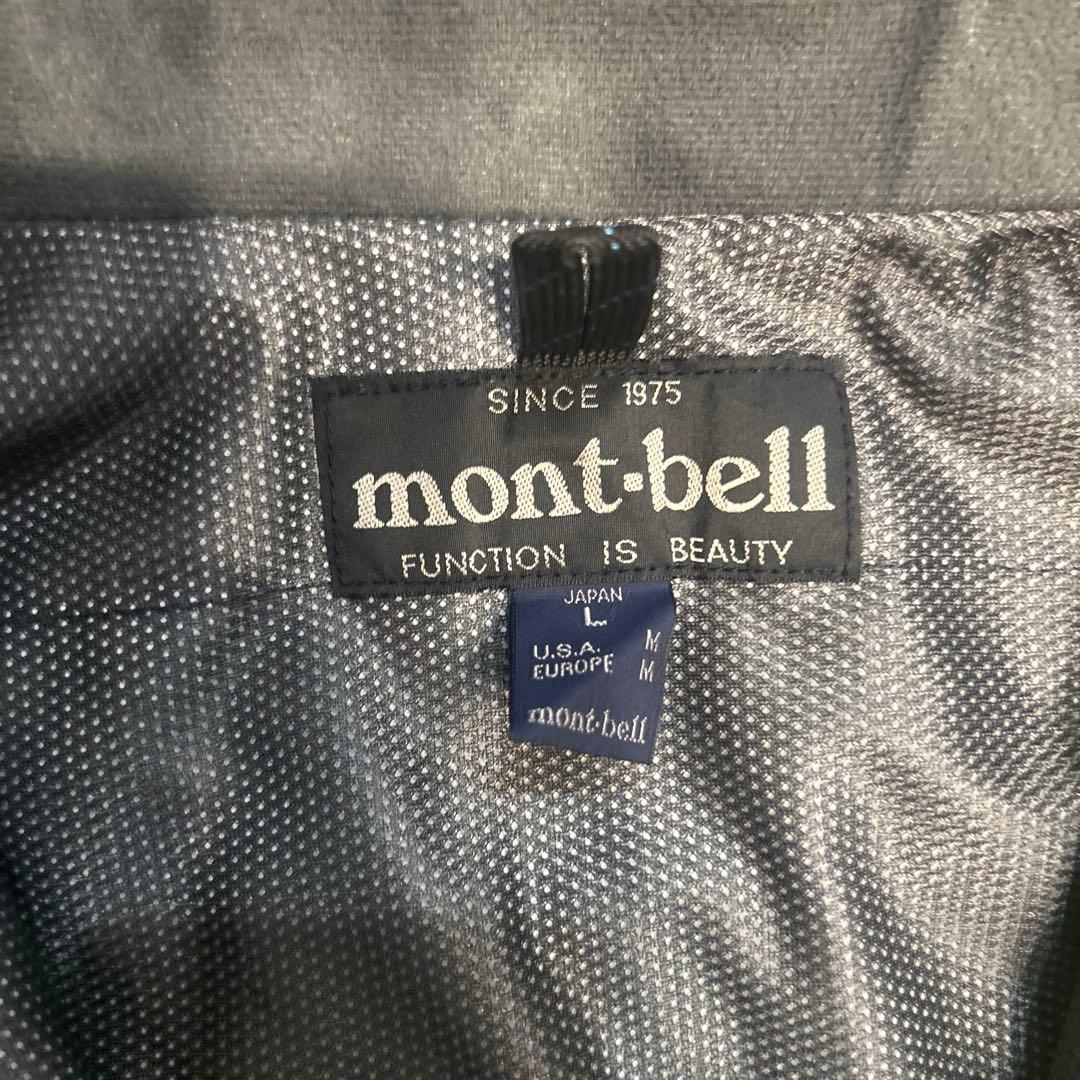 SINCE 1975
mont-bell
FUNCTION IS BEAUTY
JAPAN
L
U.S.A. M
EUROPE M
mont-bell